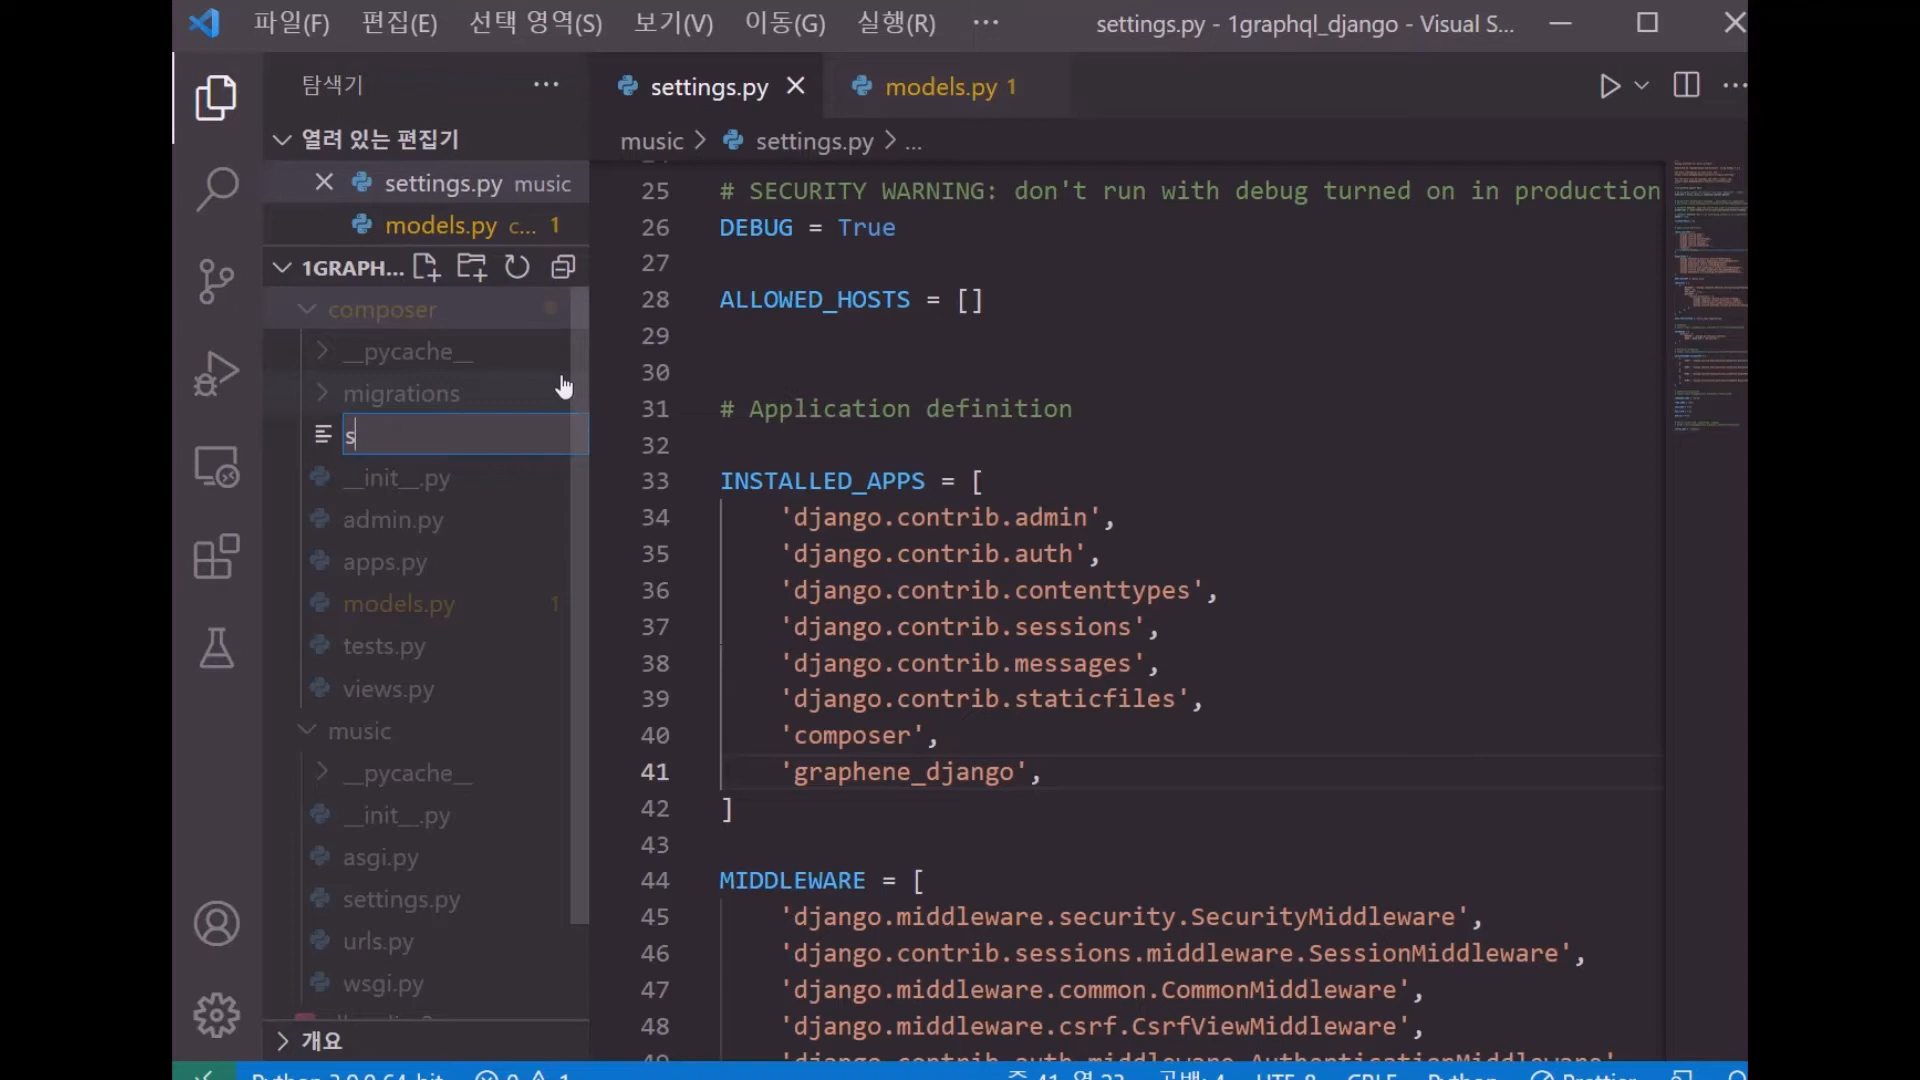 파일(F) 편집(E) 선택 영역(S) 보기(V) 이동(G) 실행(R) ··· settings.py - 1graphql_django - Visual S...
탐색기 ···
settings.py models.py 1
열려 있는 편집기
music > settings.py > ...
settings.py music
models.py c... 1
1GRAPH...
composer
__pycache__
migrations
s
__init__.py
admin.py
apps.py
models.py 1
tests.py
views.py
music
__pycache__
__init__.py
asgi.py
settings.py
urls.py
wsgi.py
개요
25 # SECURITY WARNING: don't run with debug turned on in production
26 DEBUG = True
27
28 ALLOWED_HOSTS = []
29
30
31 # Application definition
32
33 INSTALLED_APPS = [
34 'django.contrib.admin',
35 'django.contrib.auth',
36 'django.contrib.contenttypes',
37 'django.contrib.sessions',
38 'django.contrib.messages',
39 'django.contrib.staticfiles',
40 'composer',
41 'graphene_django',
42 ]
43
44 MIDDLEWARE = [
45 'django.middleware.security.SecurityMiddleware',
46 'django.contrib.sessions.middleware.SessionMiddleware',
47 'django.middleware.common.CommonMiddleware',
48 'django.middleware.csrf.CsrfViewMiddleware',
49 'django.contrib.auth.middleware.AuthenticationMiddleware'